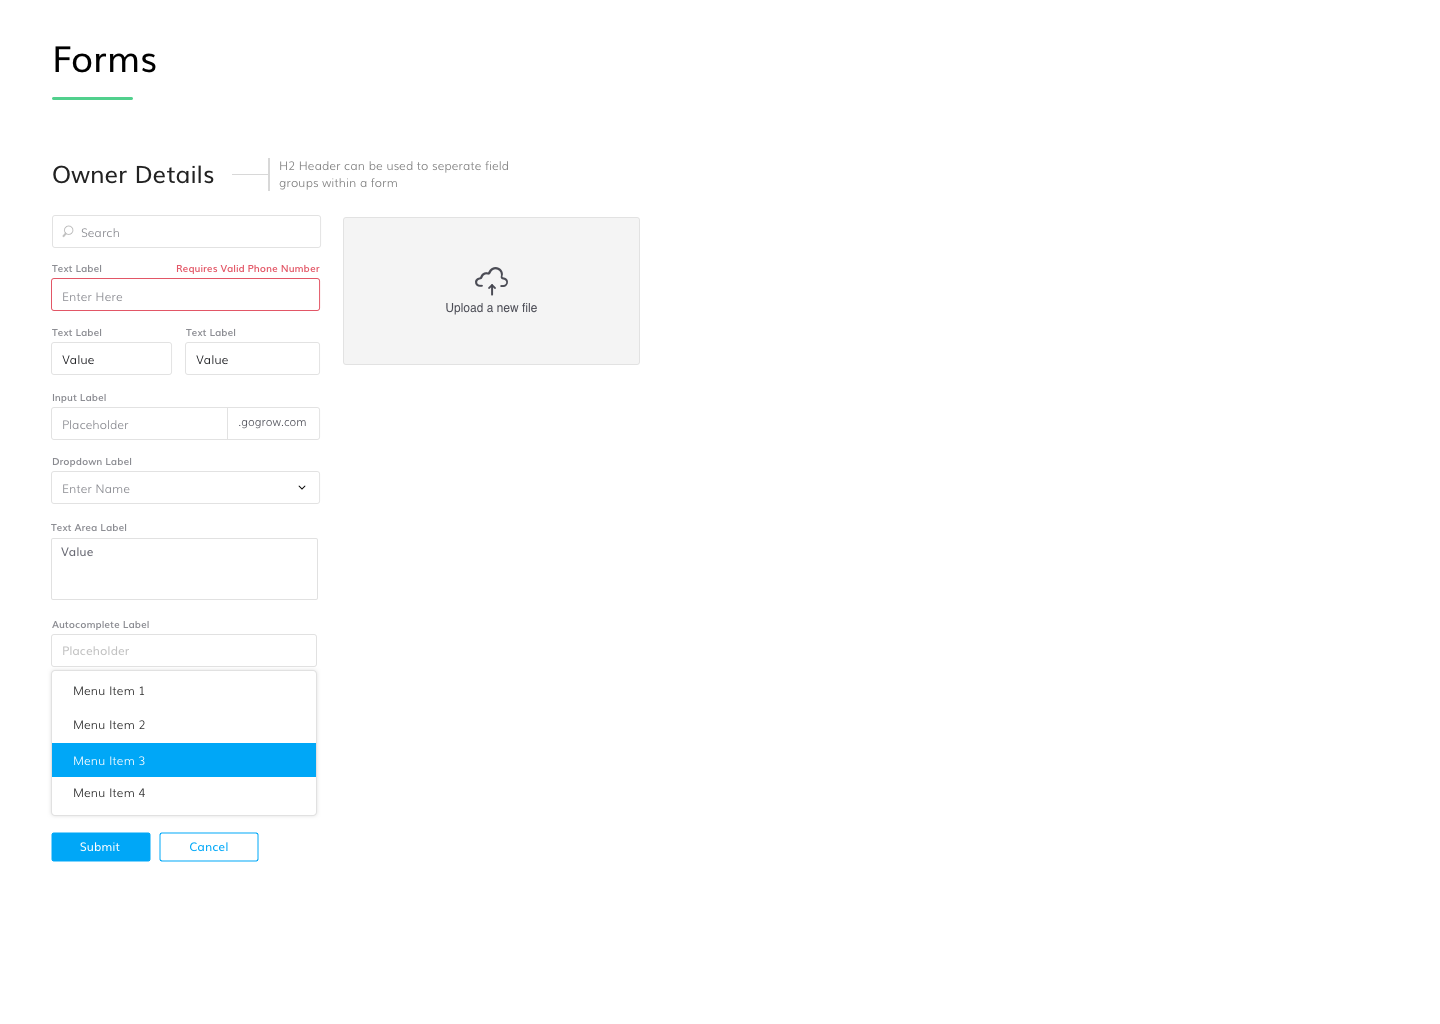 Forms
Owner Details
H2 Header can be used to seperate field
groups within a form
Search
Text Label
Requires Valid Phone Number
Enter Here
Text Label
Text Label
Value
Value
Input Label
Placeholder
.gogrow.com
Dropdown Label
Enter Name
Text Area Label
Value
Autocomplete Label
Placeholder
Menu Item 1
Menu Item 2
Menu Item 3
Menu Item 4
Submit
Cancel
Upload a new file